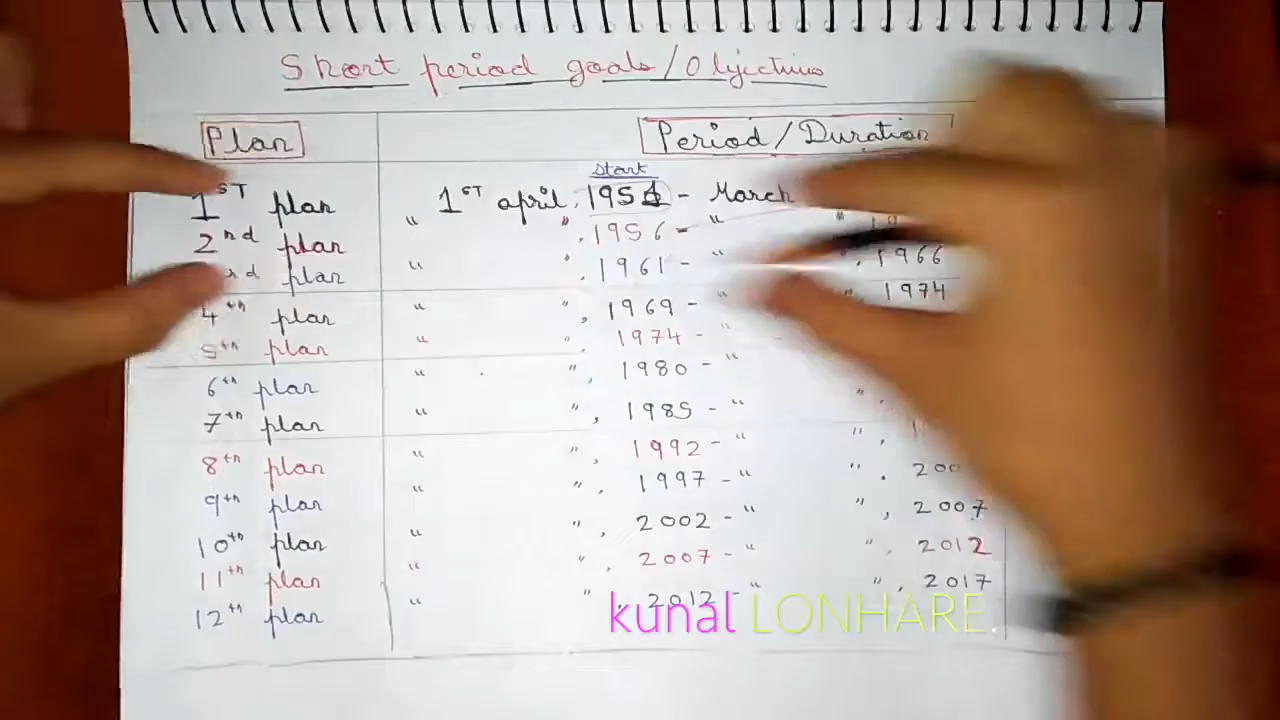 Short period goals/Objectives
Plan Period/Duration
start
1ST plan 1ST april, 1951 - March
2nd plan " ", 1956 - "
rd plan " ", 1961 - " ", 1966
4th plan " ", 1969 - " ", 1974
5th plan " ", 1974 - "
6th plan " ", 1980 - "
7th plan " ", 1985 - " ",
8th plan " ", 1992 - " ",
9th plan " ", 1997 - " ",
10th plan " ", 2002 - " ", 2007
11th plan " ", 2007 - " ", 2012
12th plan " ", 2012 - " ", 2017
kunal LONHARE.